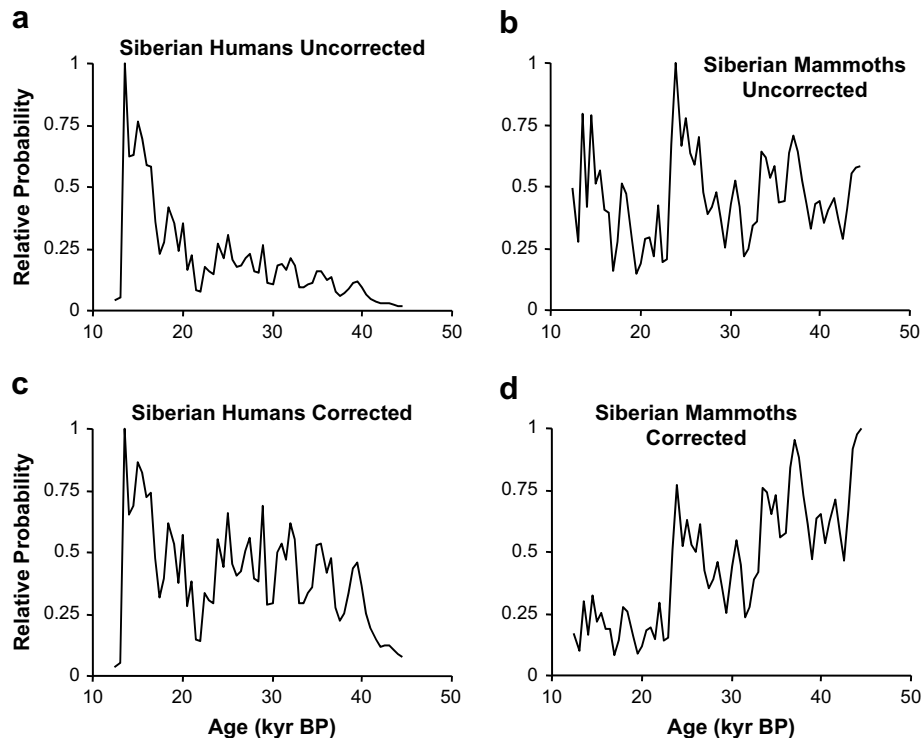 a
Siberian Humans Uncorrected
Relative Probability
1
0.75
0.5
0.25
0
10 20 30 40 50
b
Siberian Mammoths
Uncorrected
1
0.75
0.5
0.25
0
10 20 30 40 50
c
Siberian Humans Corrected
Relative Probability
1
0.75
0.5
0.25
0
10 20 30 40 50
Age (kyr BP)
d
Siberian Mammoths
Corrected
1
0.75
0.5
0.25
0
10 20 30 40 50
Age (kyr BP)